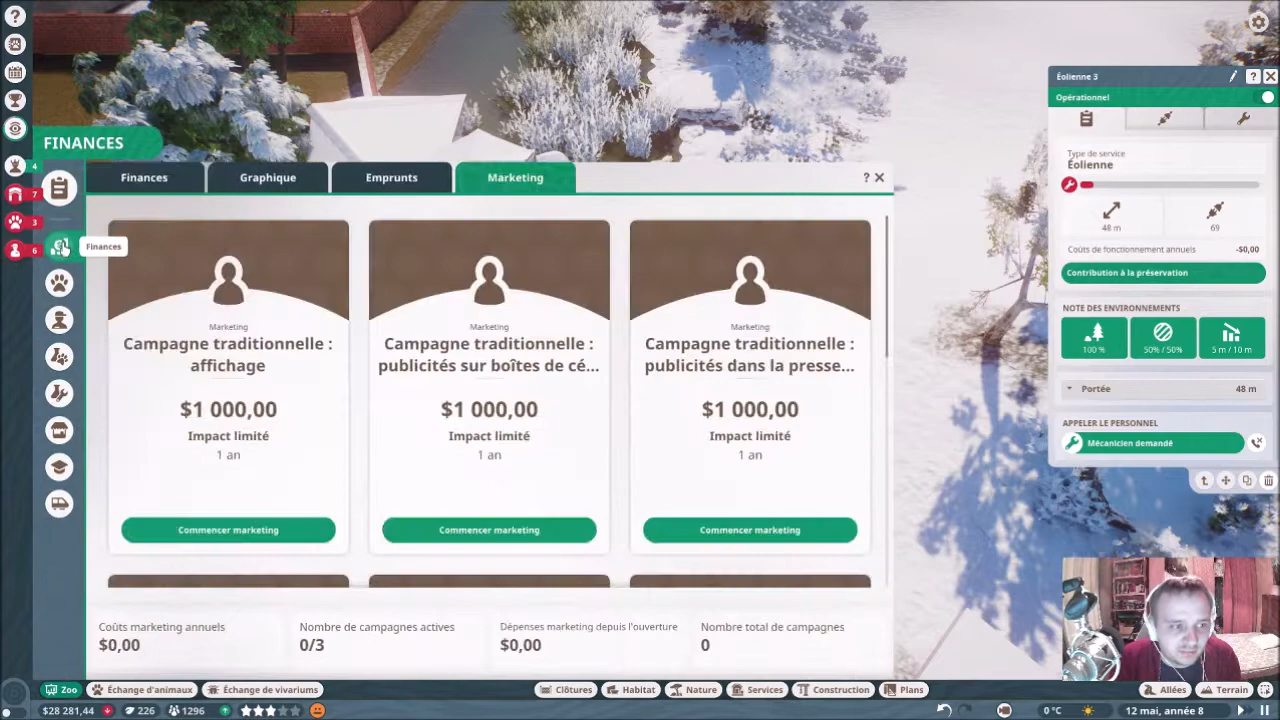 FINANCES
4
7
3
6
Finances
Finances
Graphique
Emprunts
Marketing
?
Marketing
Campagne traditionnelle :
affichage
$1 000,00
Impact limité
1 an
Commencer marketing
Marketing
Campagne traditionnelle :
publicités sur boîtes de cé...
$1 000,00
Impact limité
1 an
Commencer marketing
Marketing
Campagne traditionnelle :
publicités dans la presse...
$1 000,00
Impact limité
1 an
Commencer marketing
Coûts marketing annuels
$0,00
Nombre de campagnes actives
0/3
Dépenses marketing depuis l'ouverture
$0,00
Nombre total de campagnes
0
Éolienne 3
?
Opérationnel
Type de service
Éolienne
48 m
69
Coûts de fonctionnement annuels
-$0,00
Contribution à la préservation
NOTE DES ENVIRONNEMENTS
100 %
50% / 50%
5 m / 10 m
Portée
48 m
APPELER LE PERSONNEL
Mécanicien demandé
Zoo
Échange d'animaux
Échange de vivariums
Clôtures
Habitat
Nature
Services
Construction
Plans
Allées
Terrain
$28 281,44
226
1296
0 °C
12 mai, année 8